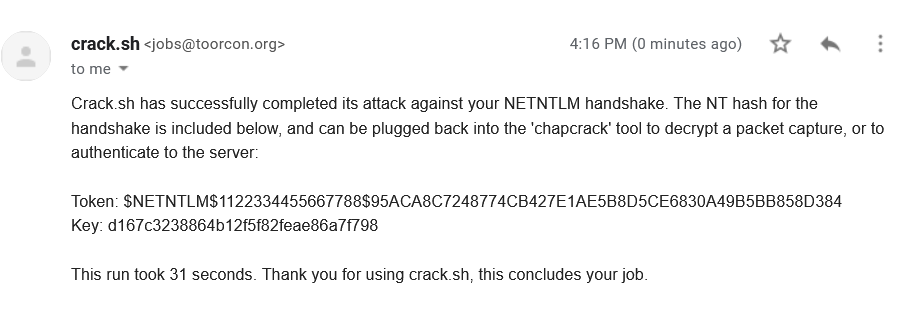 crack.sh <jobs@toorcon.org> 4:16 PM (0 minutes ago)
to me
Crack.sh has successfully completed its attack against your NETNTLM handshake. The NT hash for the
handshake is included below, and can be plugged back into the 'chapcrack' tool to decrypt a packet capture, or to
authenticate to the server:
Token: $NETNTLM$1122334455667788$95ACA8C7248774CB427E1AE5B8D5CE6830A49B5BB858D384
Key: d167c3238864b12f5f82feae86a7f798
This run took 31 seconds. Thank you for using crack.sh, this concludes your job.